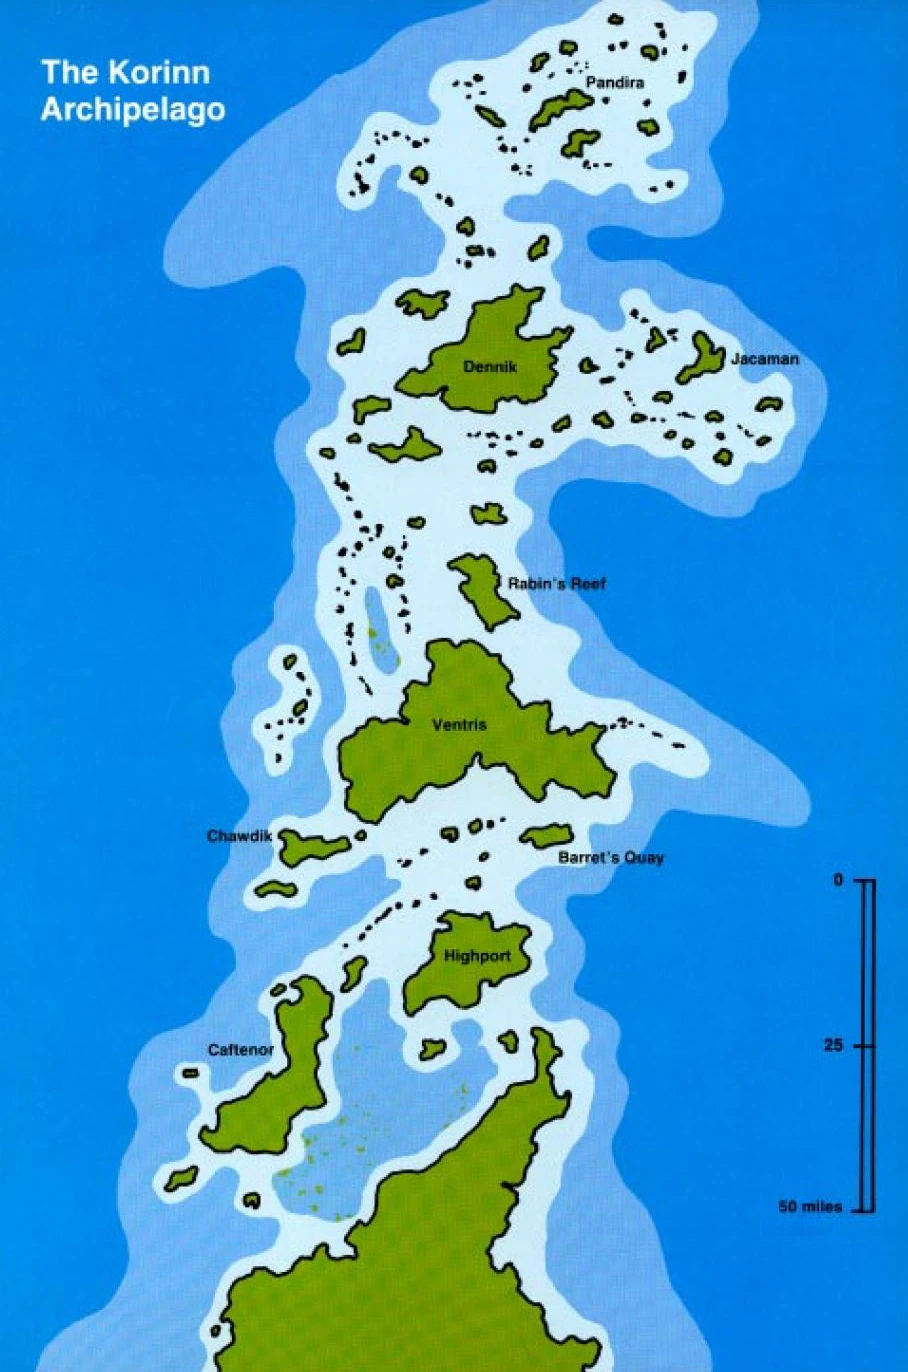 The Korinn
Archipelago
Pandira
Jacaman
Dennik
Rabin's Reef
Ventris
Chawdik
Barret's Quay
0
Highport
25
Caftenor
50 miles